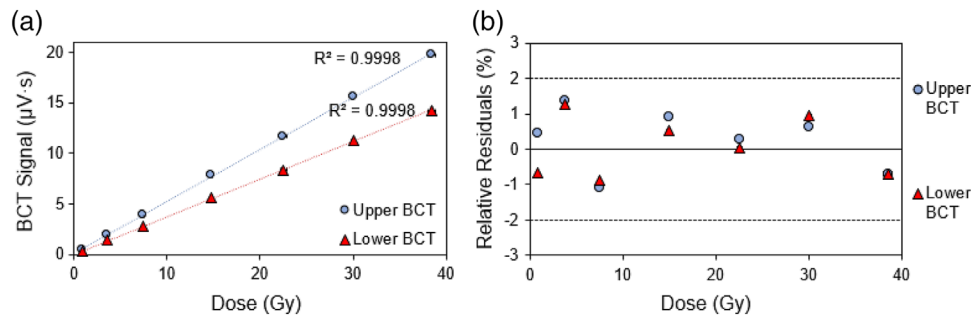 (a)
20
15
10
5
0
BCT Signal (µV·s)
R² = 0.9998
R² = 0.9998
Upper BCT
Lower BCT
0 10 20 30 40
Dose (Gy)
(b)
3
2
1
0
-1
-2
-3
Relative Residuals (%)
Upper
BCT
Lower
BCT
0 10 20 30 40
Dose (Gy)